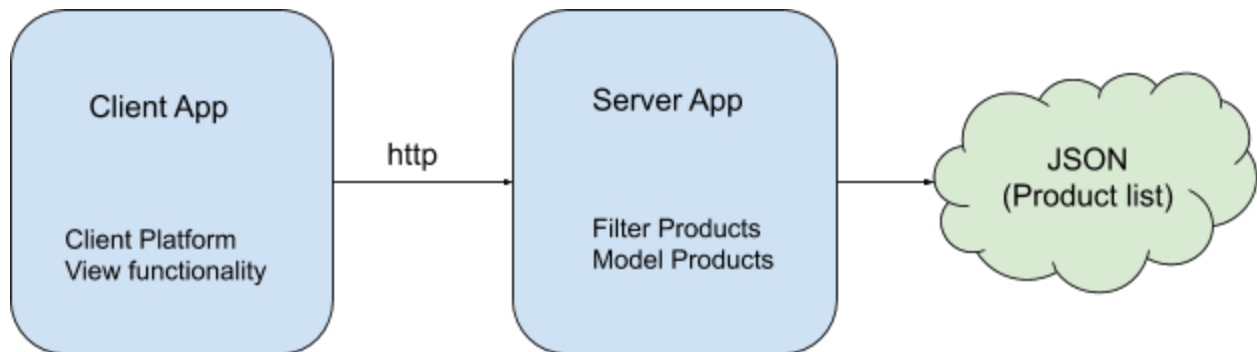 Client App
Client Platform
View functionality
http
Server App
Filter Products
Model Products
JSON
(Product list)